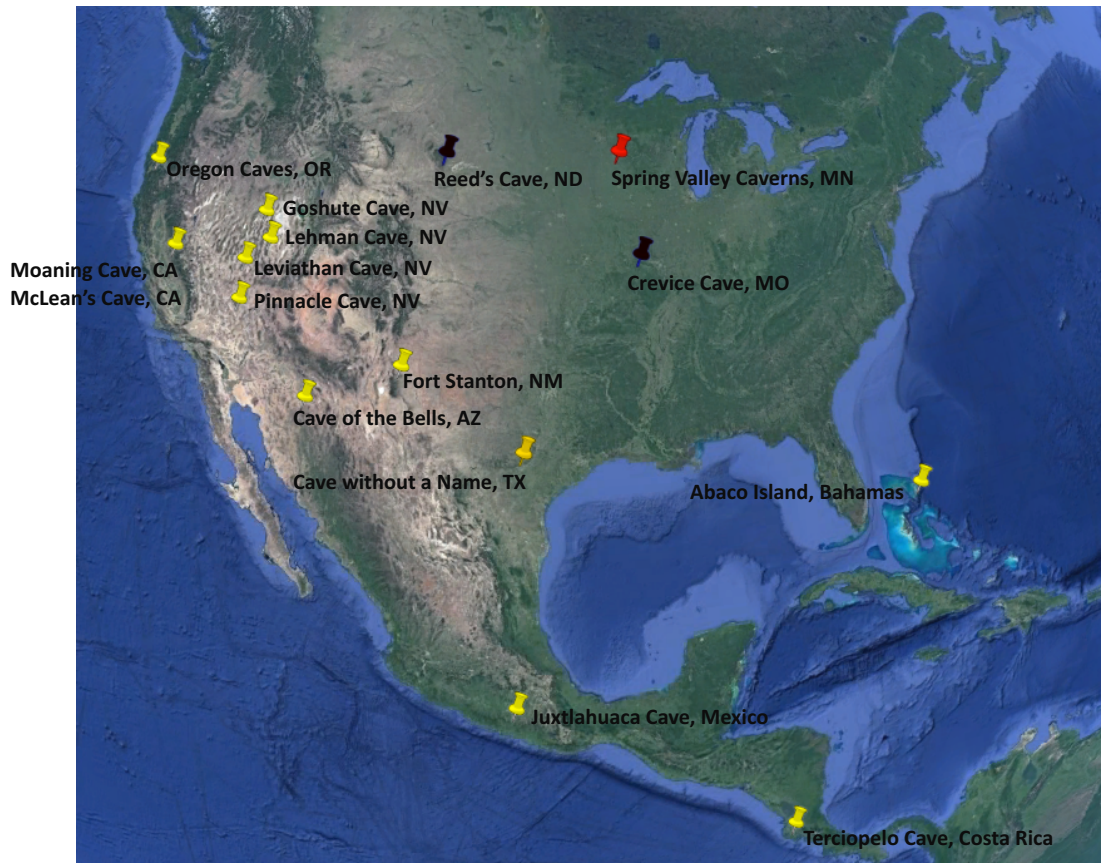 Oregon Caves, OR
Reed's Cave, ND
Spring Valley Caverns, MN
Goshute Cave, NV
Lehman Cave, NV
Moaning Cave, CA
Leviathan Cave, NV
McLean's Cave, CA
Pinnacle Cave, NV
Crevice Cave, MO
Fort Stanton, NM
Cave of the Bells, AZ
Cave without a Name, TX
Abaco Island, Bahamas
Juxtlahuaca Cave, Mexico
Terciopelo Cave, Costa Rica